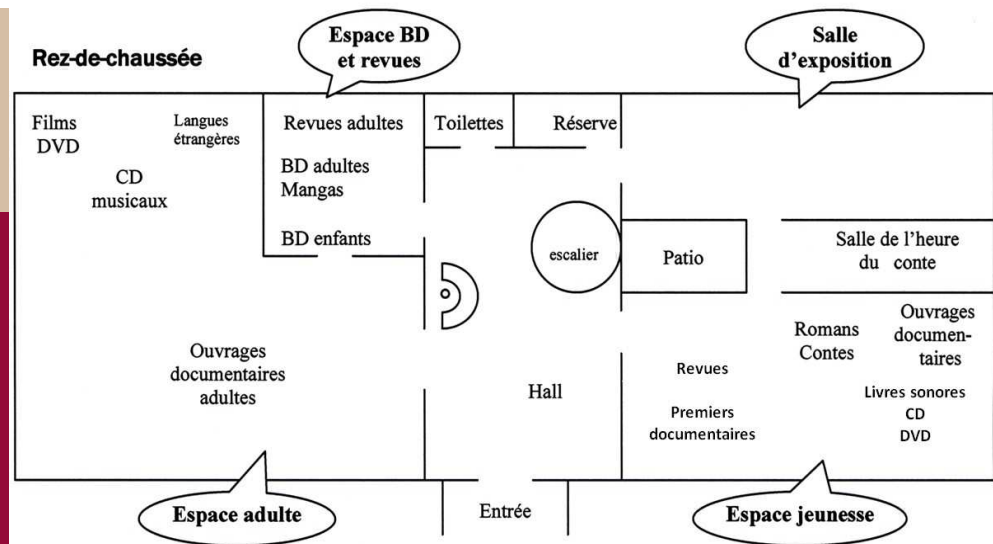 Rez-de-chaussée
Espace BD
et revues
Salle
d'exposition
Films
DVD
Langues
étrangères
CD
musicaux
Revues adultes
BD adultes
Mangas
BD enfants
Toilettes
Réserve
escalier
Patio
Salle de l'heure
du conte
Ouvrages
documentaires
adultes
Hall
Revues
Premiers
documentaires
Romans
Contes
Ouvrages
documen-
taires
Livres sonores
CD
DVD
Espace adulte
Entrée
Espace jeunesse